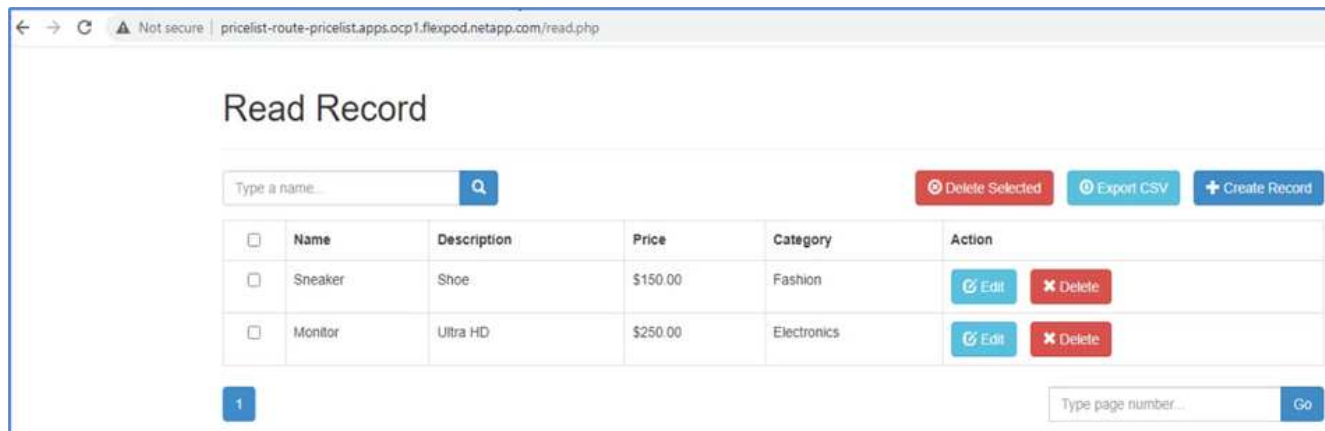 Not secure | pricelist-route-pricelist.apps.ocp1.flexpod.netapp.com/read.php
Read Record
Type a name... Delete Selected Export CSV Create Record
Name Description Price Category Action
Sneaker Shoe $150.00 Fashion Edit Delete
Monitor Ultra HD $250.00 Electronics Edit Delete
1 Type page number... Go